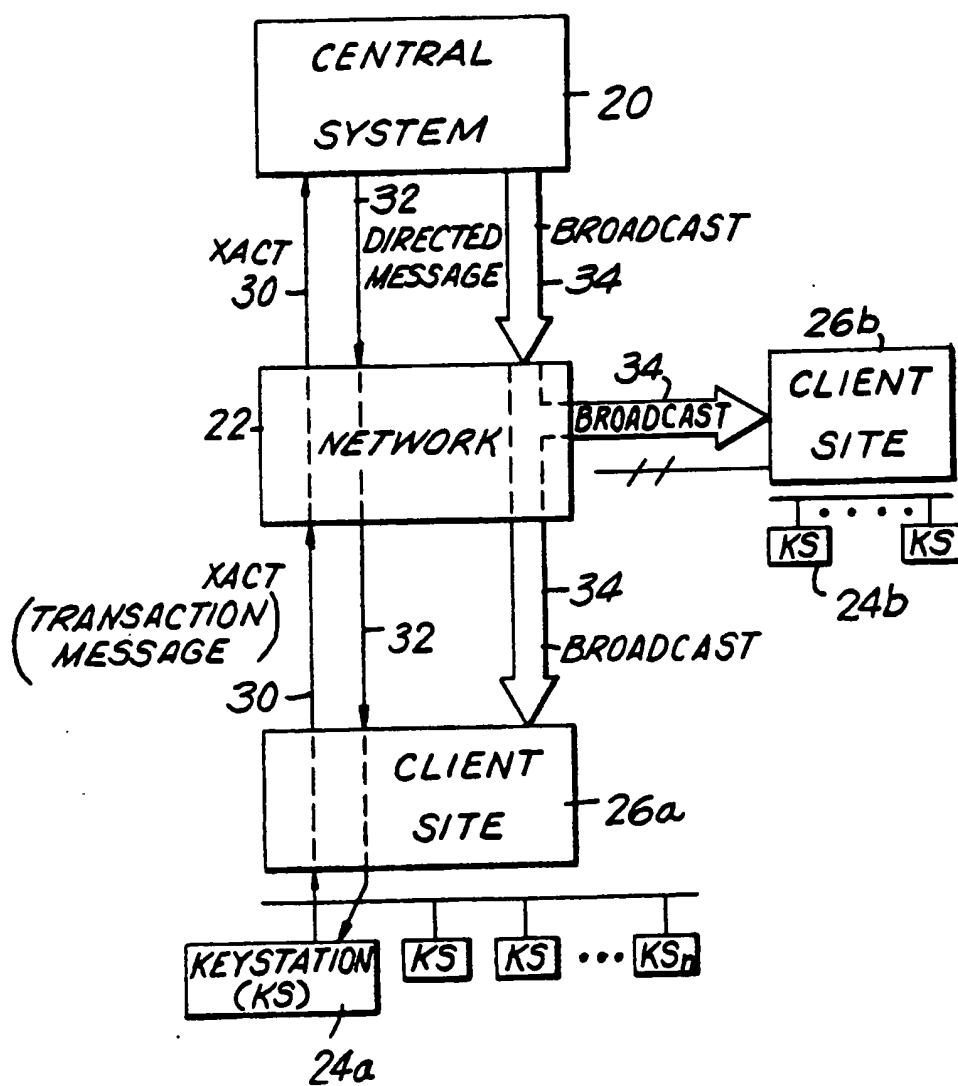 CENTRAL
SYSTEM
20
32
DIRECTED
MESSAGE
BROADCAST
34
XACT
30
26b
CLIENT
SITE
34
BROADCAST
22
NETWORK
KS
KS
24b
XACT
(TRANSACTION
MESSAGE)
30
32
34
BROADCAST
CLIENT
SITE
26a
KEYSTATION
(KS)
KS
KS
KSn
24a